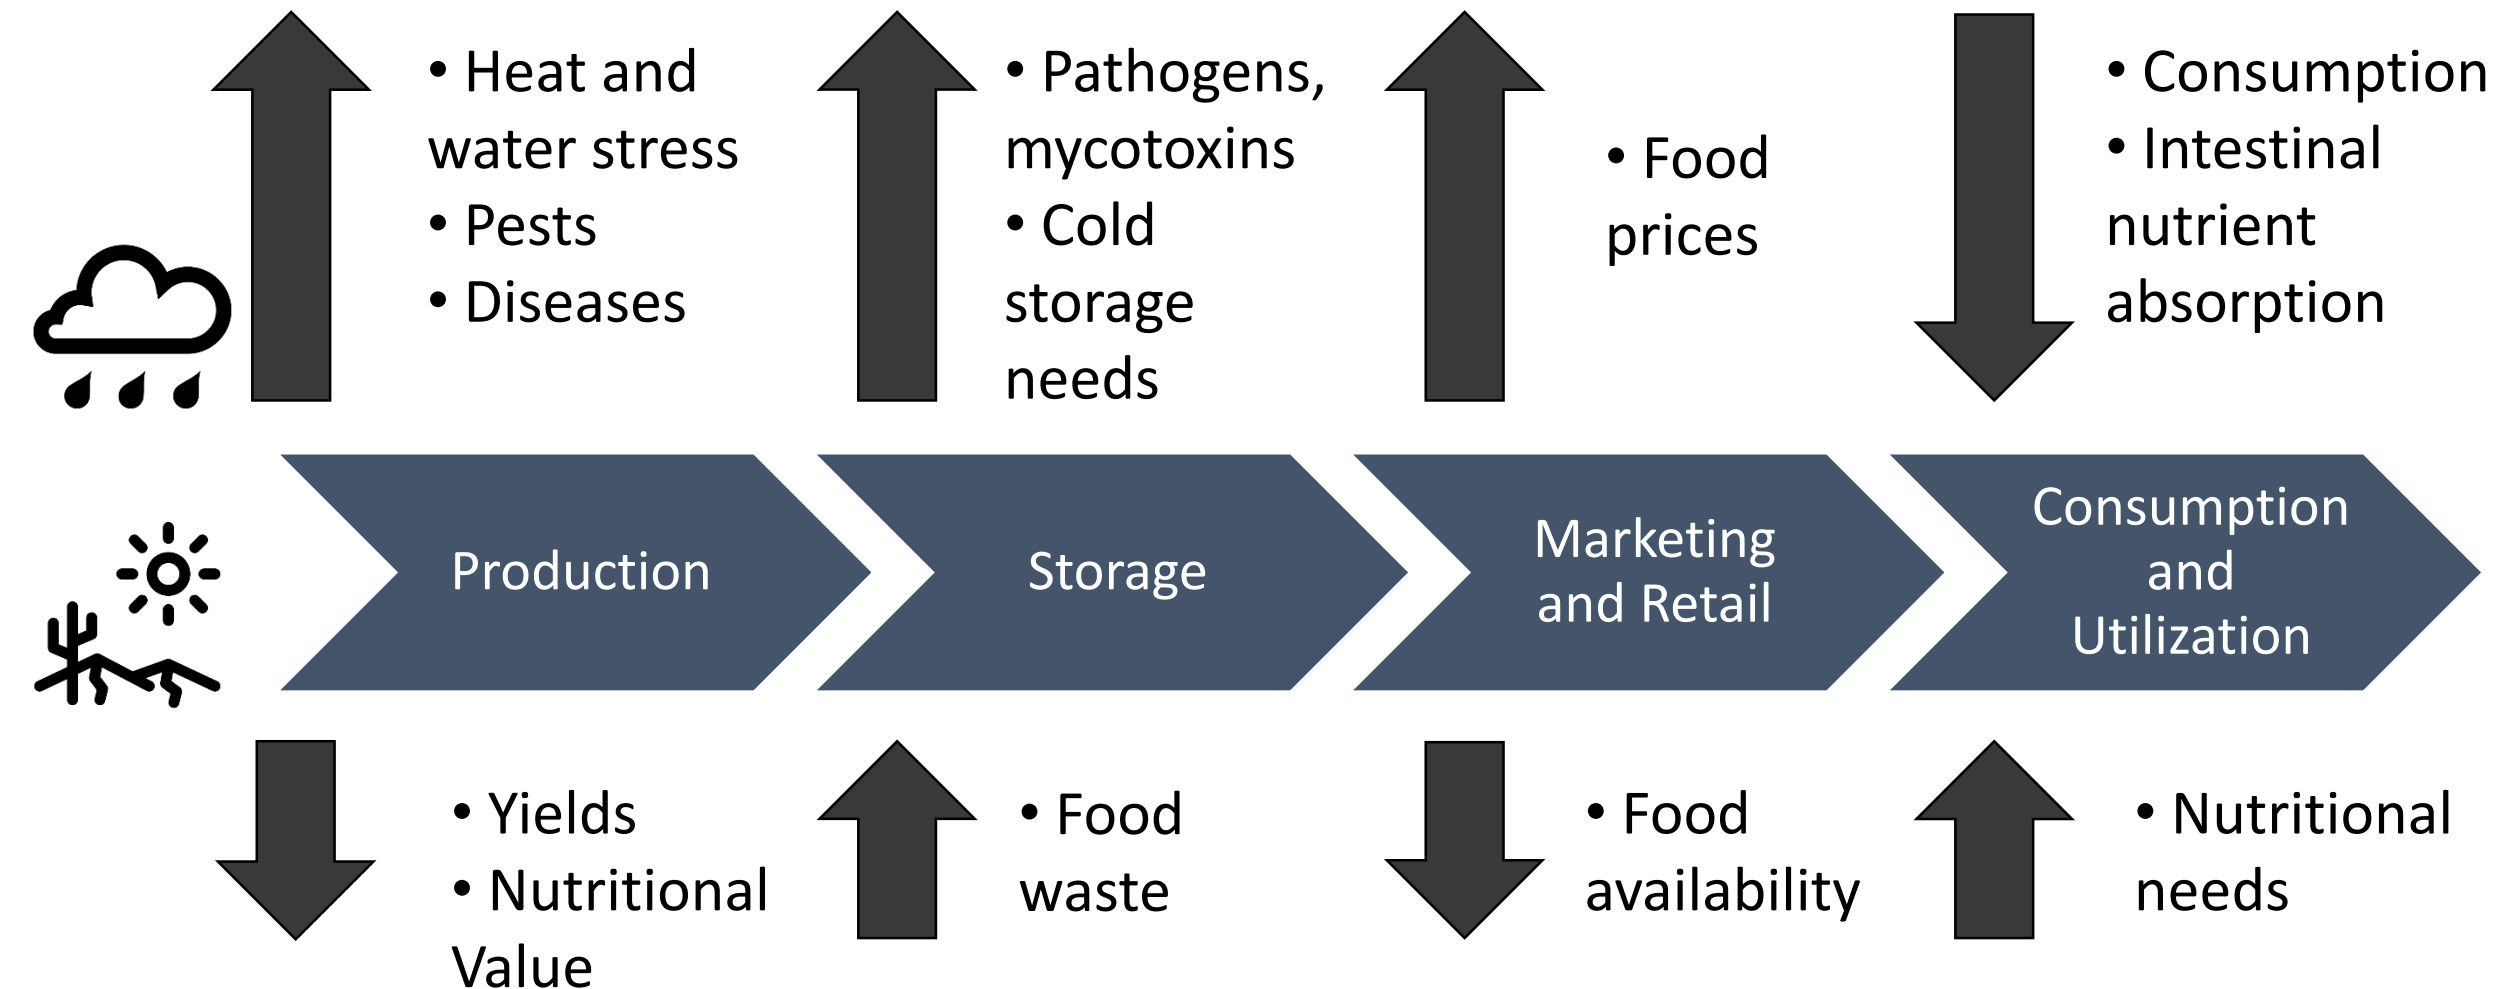 • Heat and
water stress
• Pests
• Diseases
• Pathogens,
mycotoxins
• Cold
storage
needs
• Food
prices
• Consumption
• Intestinal
nutrient
absorption
Production
Storage
Marketing
and Retail
Consumption
and
Utilization
• Yields
• Nutritional
Value
• Food
waste
• Food
availability
• Nutritional
needs